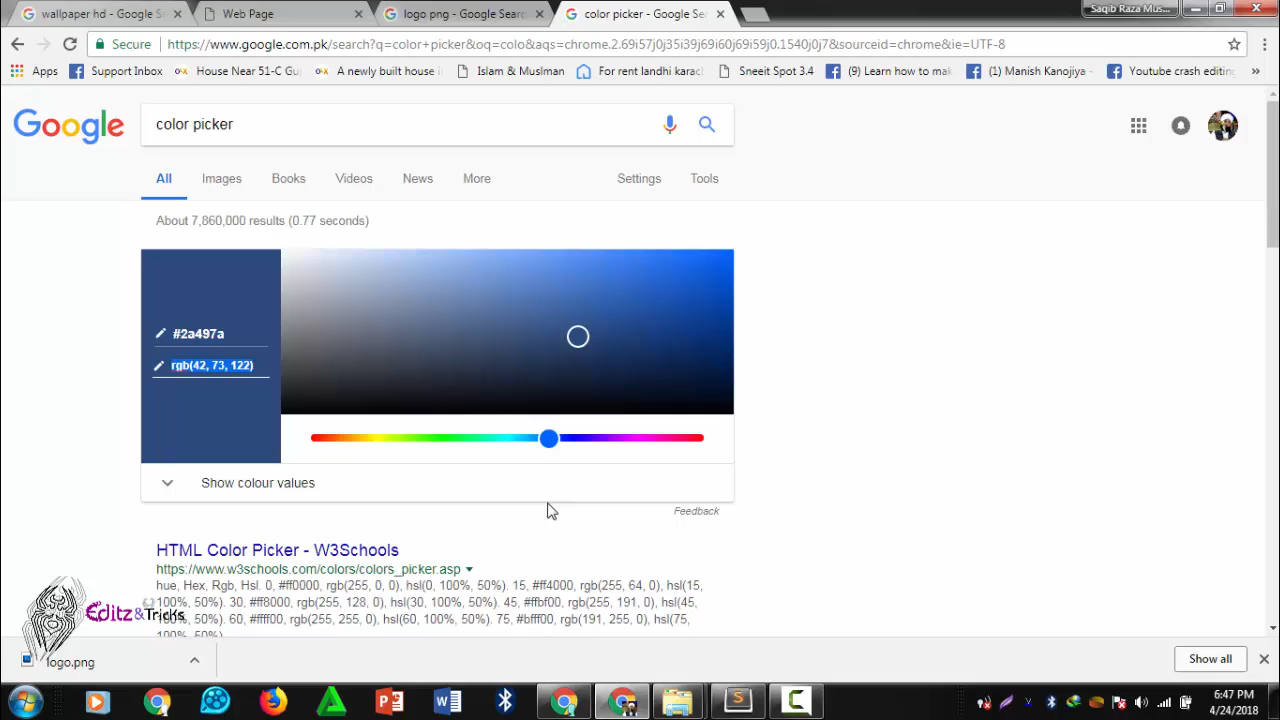 wallpaper hd - Google S
Web Page
logo png - Google Sear
color picker - Google Se
Saqib Raza Mus...
Secure
https://www.google.com.pk/search?q=color+picker&oq=colo&aqs=chrome.2.69i57j0j35i39j69i60j69i59j0.1540j0j7&sourceid=chrome&ie=UTF-8
Apps
Support Inbox
House Near 51-C Gu
A newly built house i
Islam & Muslman
For rent landhi karac
Sneeit Spot 3.4
(9) Learn how to mak
(1) Manish Kanojiya -
Youtube crash editing
»
Google
color picker
All
Images
Books
Videos
News
More
Settings
Tools
About 7,860,000 results (0.77 seconds)
#2a497a
rgb(42, 73, 122)
Show colour values
Feedback
HTML Color Picker - W3Schools
https://www.w3schools.com/colors/colors_picker.asp
hue, Hex, Rgb, Hsl. 0, #ff0000, rgb(255, 0, 0), hsl(0, 100%, 50%). 15, #ff4000, rgb(255, 64, 0), hsl(15,
100%, 50%). 30, #ff8000, rgb(255, 128, 0), hsl(30, 100%, 50%). 45, #ffbf00, rgb(255, 191, 0), hsl(45,
100%, 50%). 60, #ffff00, rgb(255, 255, 0), hsl(60, 100%, 50%). 75, #bfff00, rgb(191, 255, 0), hsl(75,
100%, 50%)
Editz&Tricks
logo.png
Show all
6:47 PM
4/24/2018